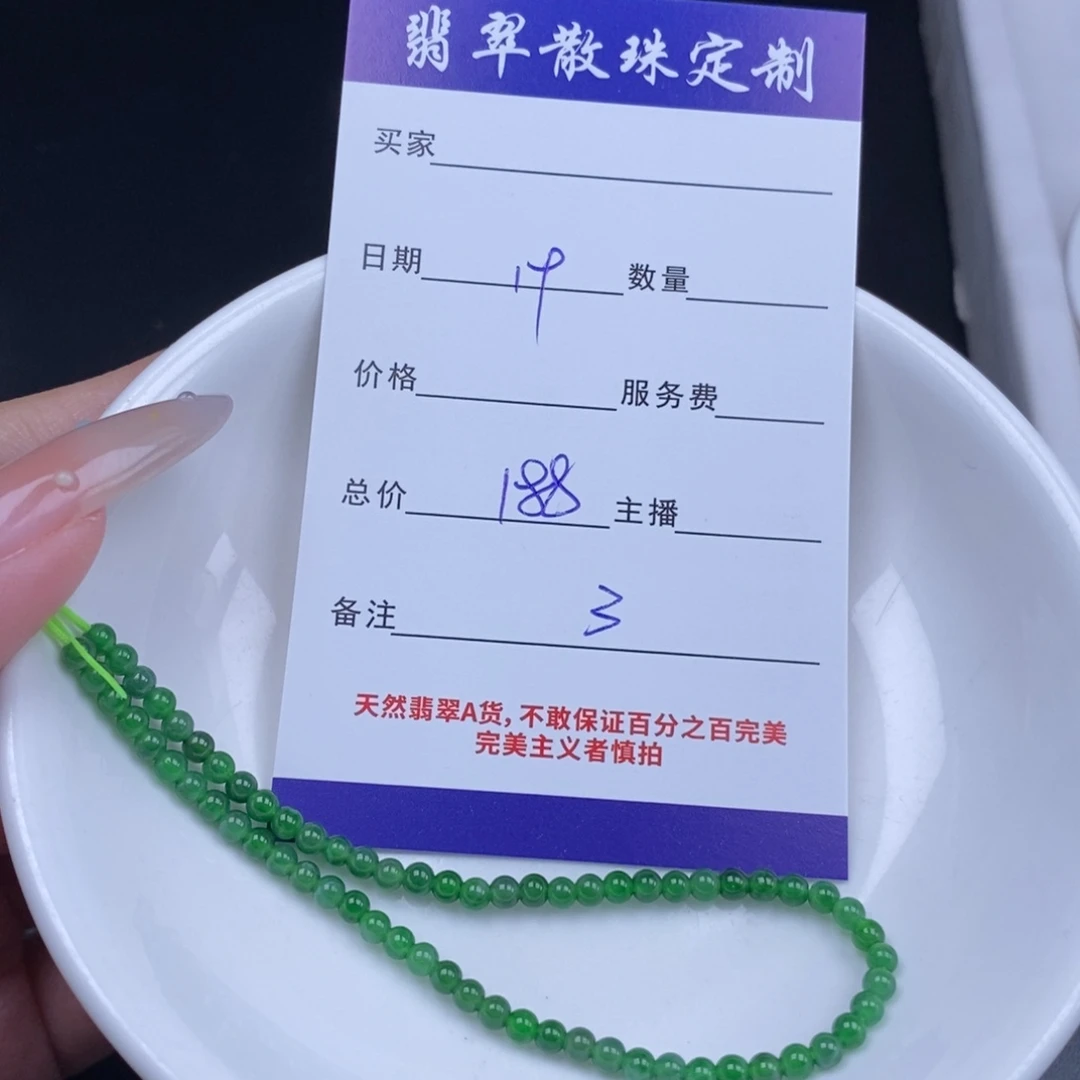 翡翠散珠定制
买家
日期 19 数量
价格 服务费
总价 188 主播
备注 3
天然翡翠A货,不敢保证百分之百完美
完美主义者慎拍